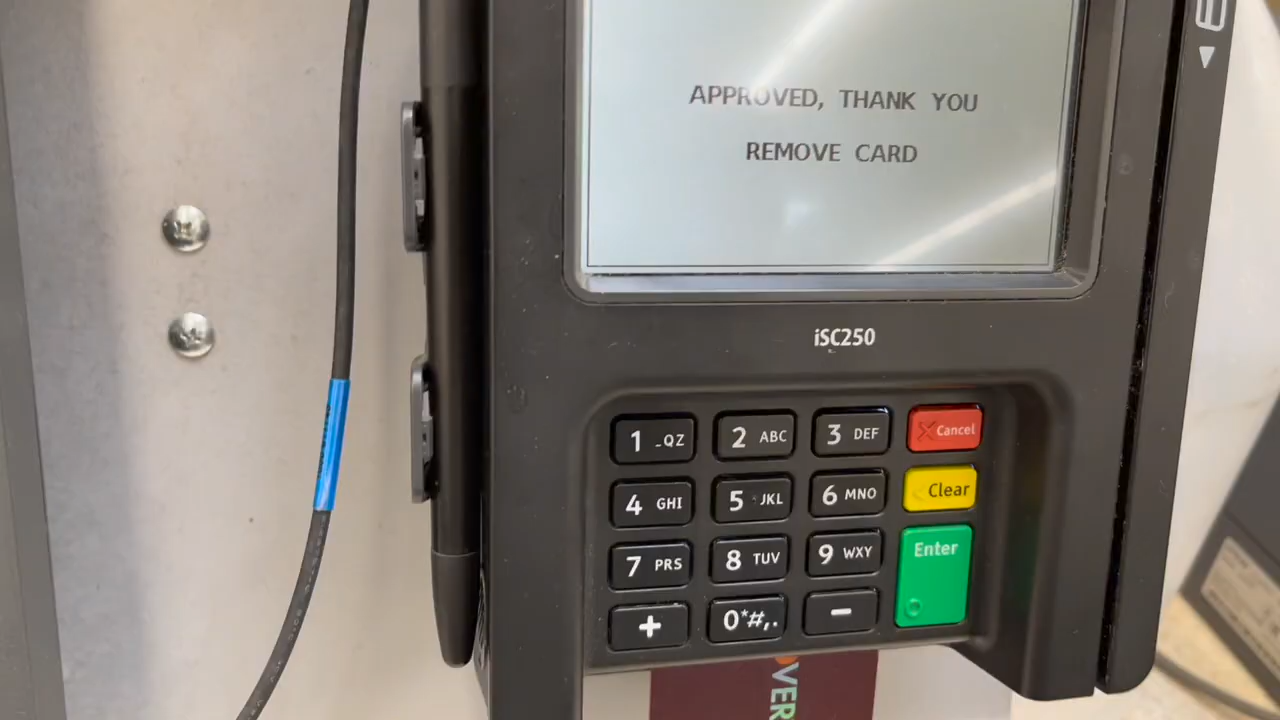 APPROVED, THANK YOU
REMOVE CARD
iSC250
1 -QZ 2 ABC 3 DEF Cancel
4 GHI 5 JKL 6 MNO Clear
7 PRS 8 TUV 9 WXY Enter
+ 0*#,. -
OVER